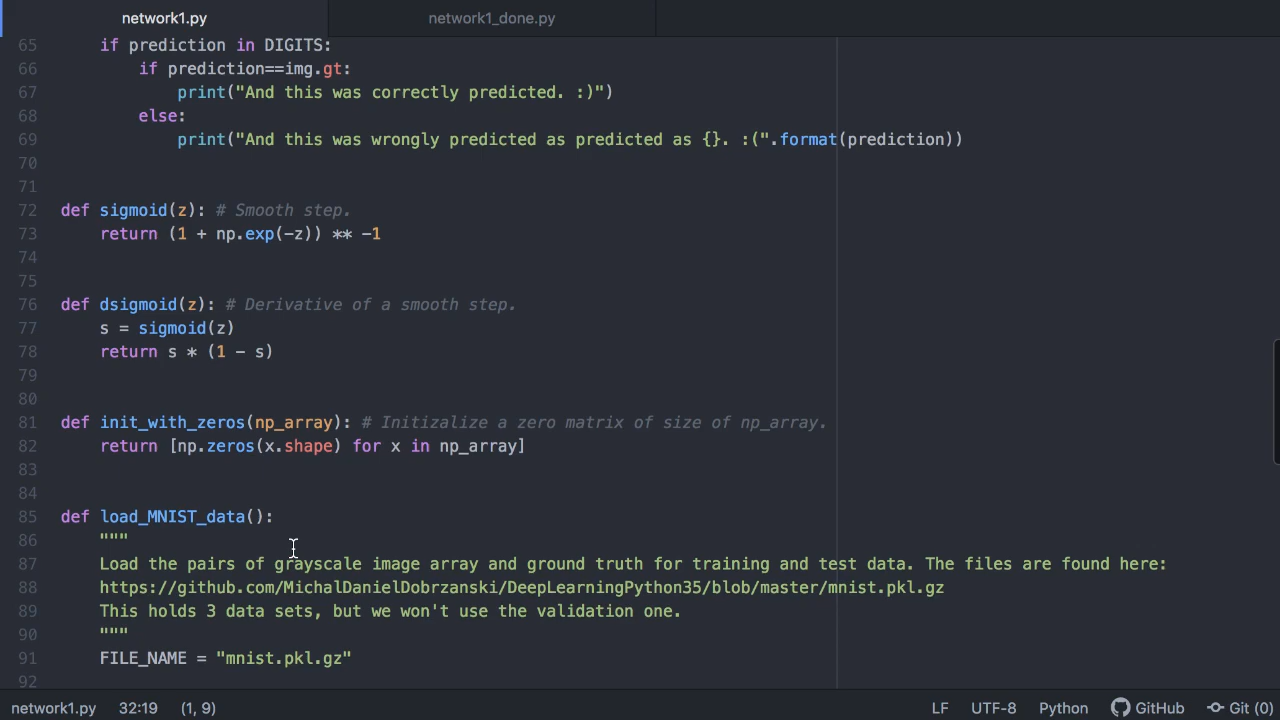 network1.py network1_done.py
65 if prediction in DIGITS:
66 if prediction==img.gt:
67 print("And this was correctly predicted. :)")
68 else:
69 print("And this was wrongly predicted as predicted as {}. :(".format(prediction))
70
71
72 def sigmoid(z): # Smooth step.
73 return (1 + np.exp(-z)) ** -1
74
75
76 def dsigmoid(z): # Derivative of a smooth step.
77 s = sigmoid(z)
78 return s * (1 - s)
79
80
81 def init_with_zeros(np_array): # Initizalize a zero matrix of size of np_array.
82 return [np.zeros(x.shape) for x in np_array]
83
84
85 def load_MNIST_data():
86 """
87 Load the pairs of grayscale image array and ground truth for training and test data. The files are found here:
88 https://github.com/MichalDanielDobrzanski/DeepLearningPython35/blob/master/mnist.pkl.gz
89 This holds 3 data sets, but we won't use the validation one.
90 """
91 FILE_NAME = "mnist.pkl.gz"
92
network1.py 32:19 (1, 9) LF UTF-8 Python GitHub Git (0)